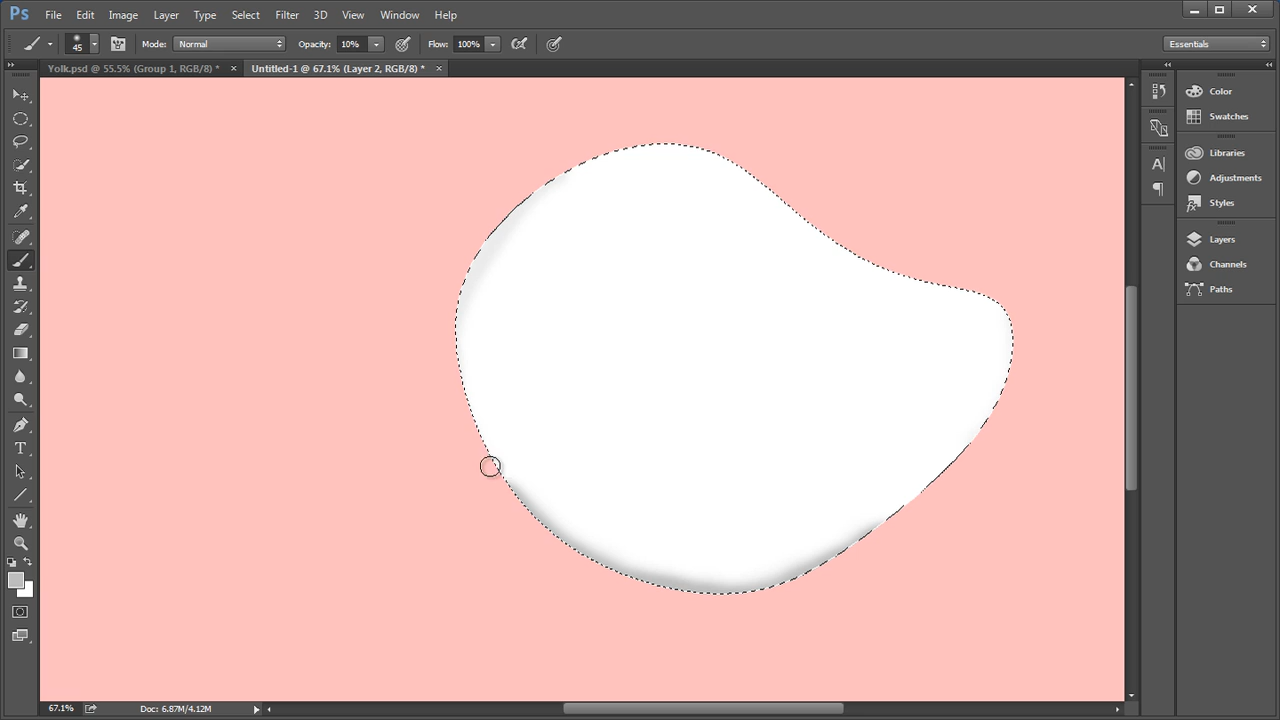 Ps File Edit Image Layer Type Select Filter 3D View Window Help
45 Mode: Normal Opacity: 10% Flow: 100% Essentials
Yolk.psd @ 55.5% (Group 1, RGB/8) * × Untitled-1 @ 67.1% (Layer 2, RGB/8) * ×
Color
Swatches
Libraries
Adjustments
Styles
Layers
Channels
Paths
67.1% Doc: 6.87M/4.12M